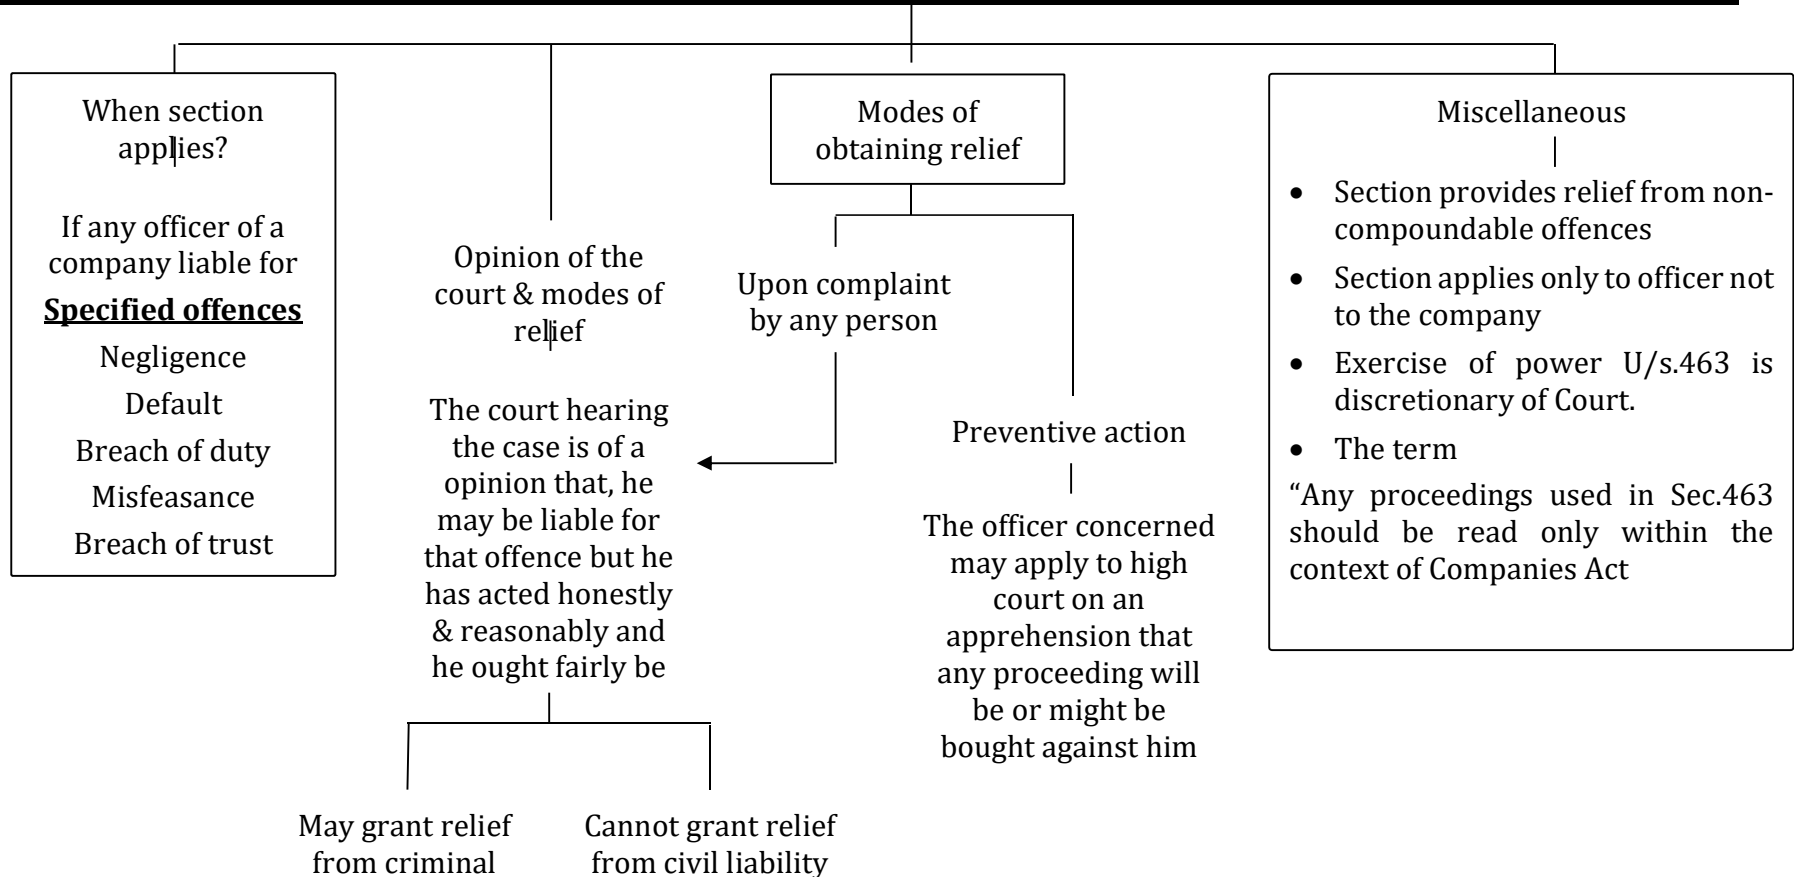 When section
applies?
If any officer of a
company liable for
Specified offences
Negligence
Default
Breach of duty
Misfeasance
Breach of trust
Opinion of the
court & modes of
relief
The court hearing
the case is of a
opinion that, he
may be liable for
that offence but he
has acted honestly
& reasonably and
he ought fairly be
May grant relief
from criminal
Cannot grant relief
from civil liability
Modes of
obtaining relief
Upon complaint
by any person
Preventive action
The officer concerned
may apply to high
court on an
apprehension that
any proceeding will
be or might be
bought against him
Miscellaneous
• Section provides relief from non-
compoundable offences
• Section applies only to officer not
to the company
• Exercise of power U/s.463 is
discretionary of Court.
• The term
“Any proceedings used in Sec.463
should be read only within the
context of Companies Act